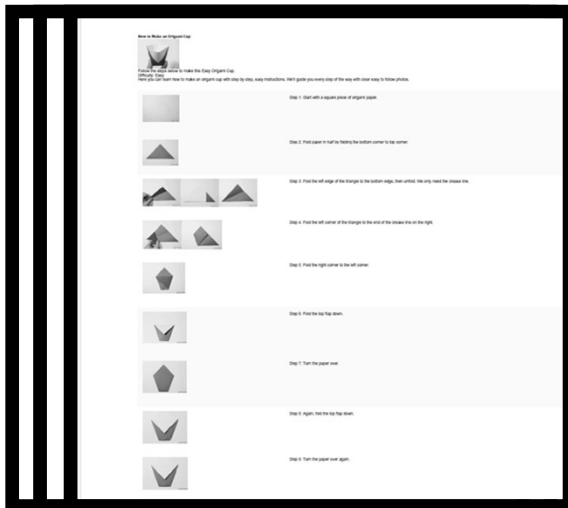 How to Make an Origami Cup
Follow the steps below to make this Easy Origami Cup.
Difficulty: Easy
Here you can learn how to make an origami cup with step by step, easy instructions. We'll guide you every step of the way with clear easy to follow photos.
Step 1: Start with a square piece of origami paper.
Step 2: Fold paper in half by folding the bottom corner to top corner.
Step 3: Fold the left edge of the triangle to the bottom edge, then unfold. We only need the crease line.
Step 4: Fold the left corner of the triangle to the end of the crease line on the right.
Step 5: Fold the right corner to the left corner.
Step 6: Fold the top flap down.
Step 7: Turn the paper over.
Step 8: Again, fold the top flap down.
Step 9: Turn the paper over again.